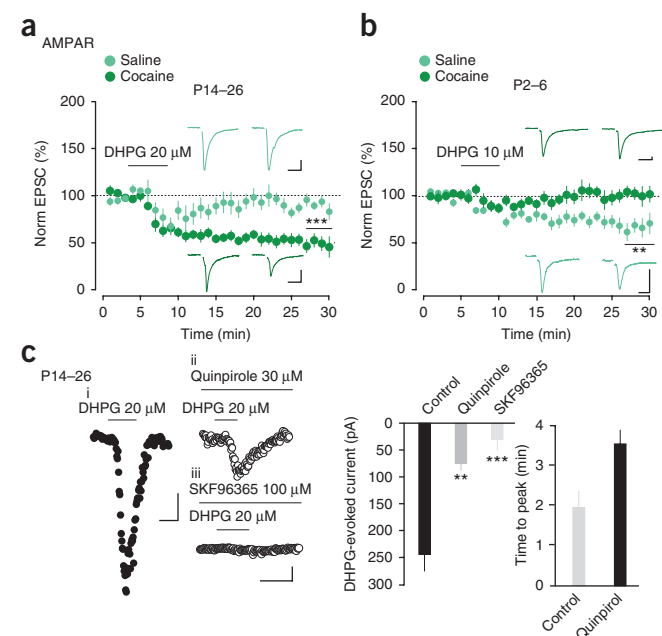 a
AMPAR
Saline
Cocaine
P14–26
200
150
100
50
0
Norm EPSC (%)
DHPG 20 μM
***
0 5 10 15 20 25 30
Time (min)
b
Saline
Cocaine
P2–6
200
150
100
50
0
Norm EPSC (%)
DHPG 10 μM
**
0 5 10 15 20 25 30
Time (min)
c
P14–26
i
DHPG 20 μM
ii
Quinpirole 30 μM
DHPG 20 μM
iii
SKF96365 100 μM
DHPG 20 μM
Control
Quinpirole
SKF96365
0
50
100
150
200
250
300
DHPG-evoked current (pA)
**
***
4
3
2
1
0
Time to peak (min)
Control
Quinpirol